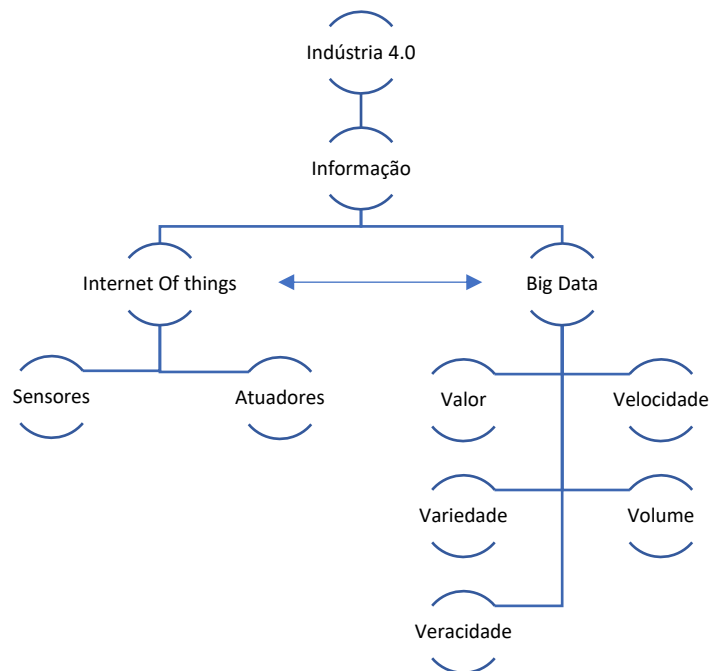 Indústria 4.0
Informação
Internet Of things
Big Data
Sensores
Atuadores
Valor
Velocidade
Variedade
Volume
Veracidade